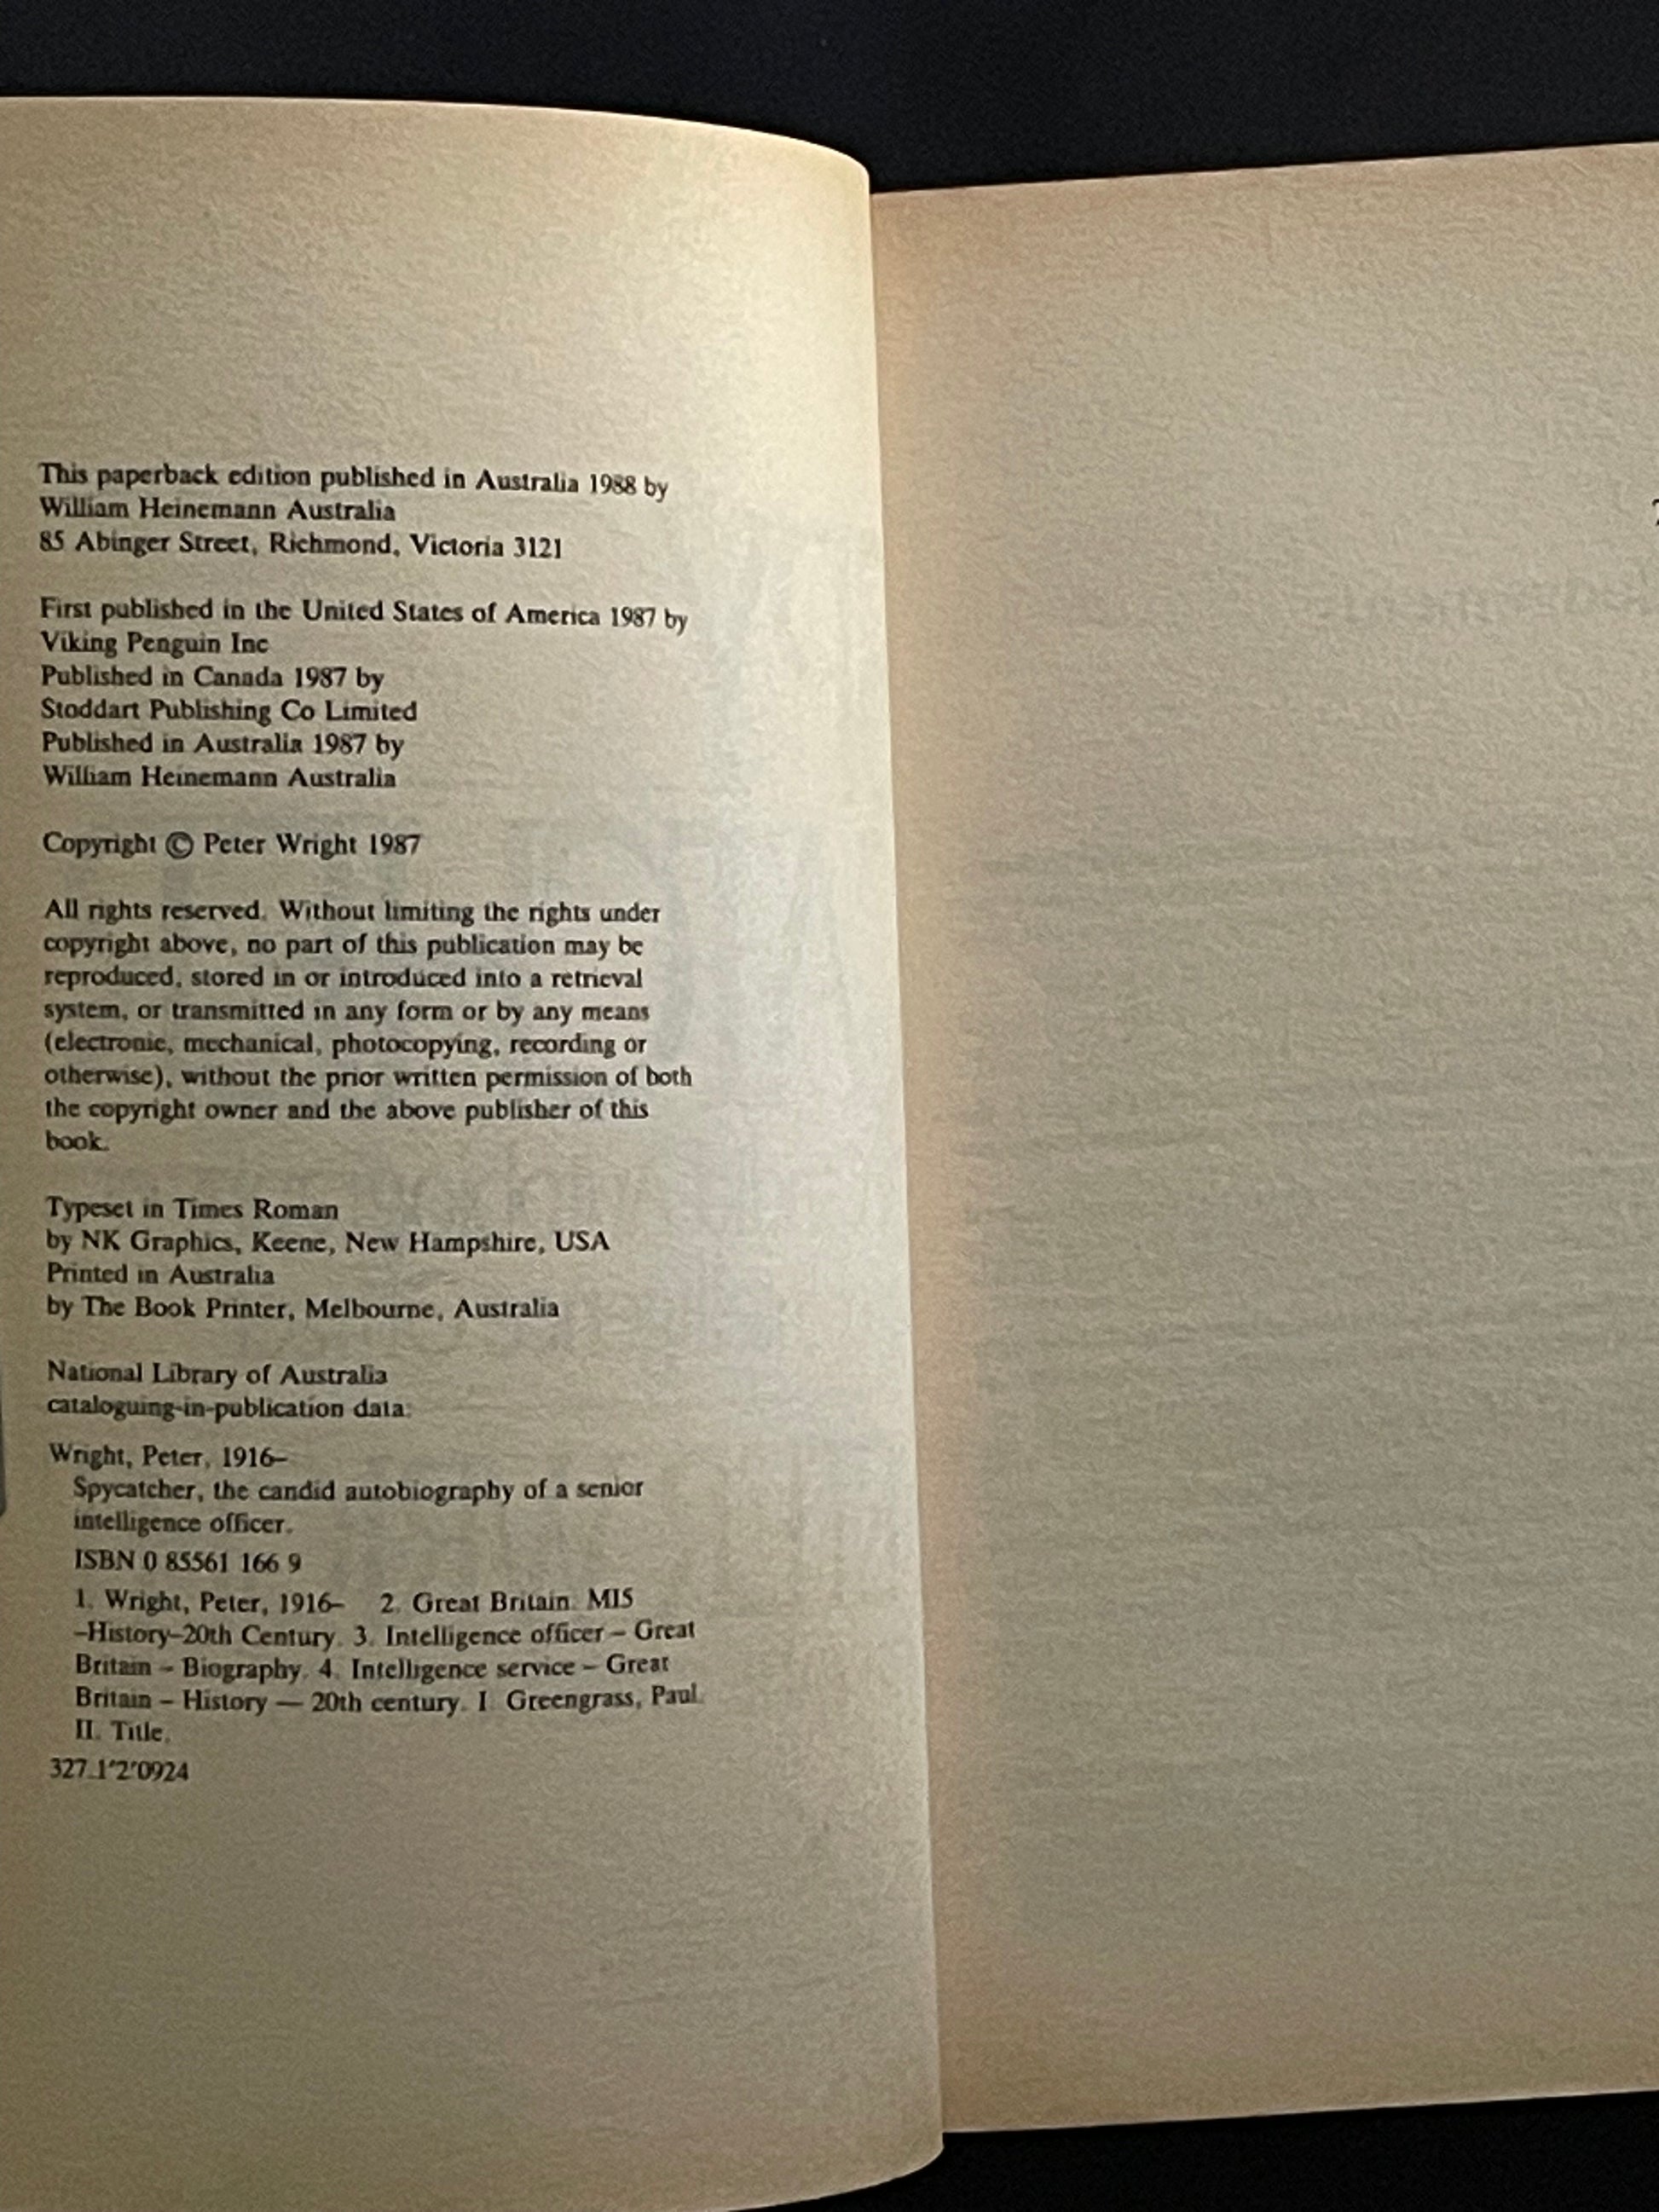 This paperback edition published in Australia 1988 by
William Heinemann Australia
85 Abinger Street, Richmond, Victoria 3121
First published in the United States of America 1987 by
Viking Penguin Inc
Published in Canada 1987 by
Stoddart Publishing Co Limited
Published in Australia 1987 by
William Heinemann Australia
Copyright © Peter Wright 1987
All rights reserved. Without limiting the rights under
copyright above, no part of this publication may be
reproduced, stored in or introduced into a retrieval
system, or transmitted in any form or by any means
(electronic, mechanical, photocopying, recording or
otherwise), without the prior written permission of both
the copyright owner and the above publisher of this
book.
Typeset in Times Roman
by NK Graphics, Keene, New Hampshire, USA
Printed in Australia
by The Book Printer, Melbourne, Australia
National Library of Australia
cataloguing-in-publication data.
Wright, Peter, 1916–
Spycatcher, the candid autobiography of a senior
intelligence officer.
ISBN 0 85561 166 9
1. Wright, Peter, 1916– 2. Great Britain. MI5
–History–20th Century. 3. Intelligence officer – Great
Britain – Biography. 4. Intelligence service – Great
Britain – History — 20th century. I. Greengrass, Paul.
II. Title.
327.1'2'0924